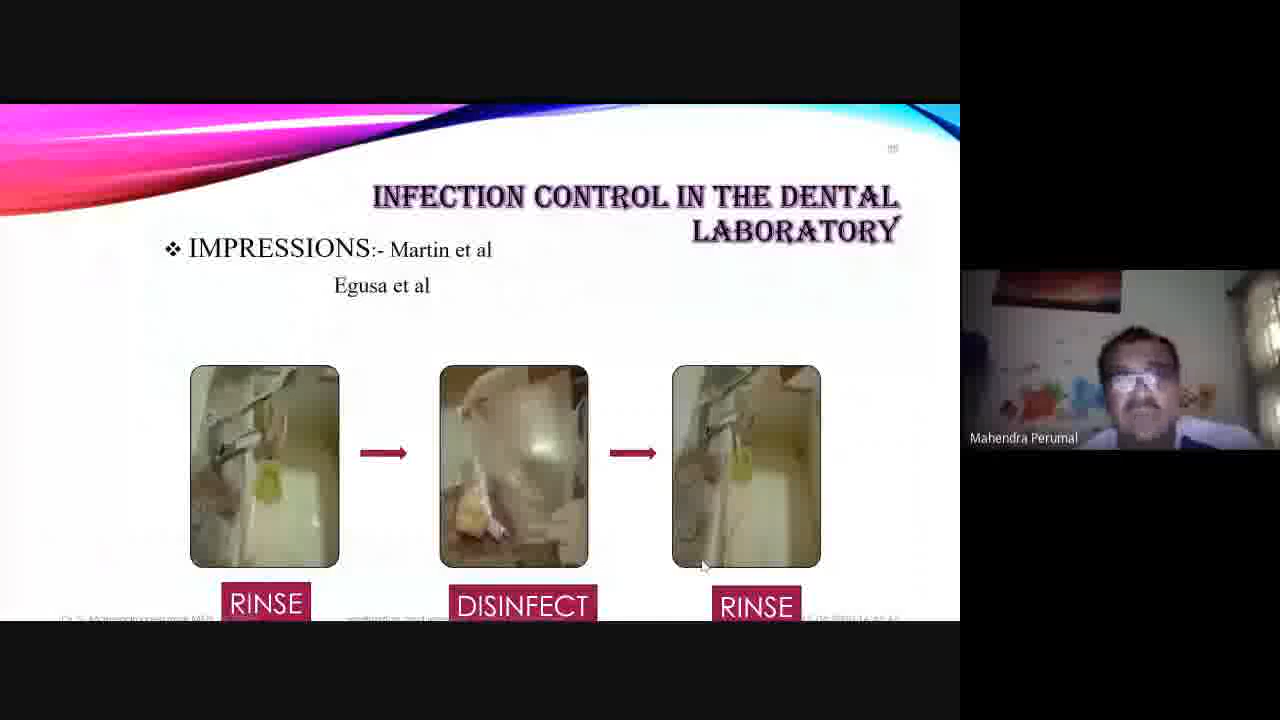 INFECTION CONTROL IN THE DENTAL
LABORATORY
❖ IMPRESSIONS:- Martin et al
Egusa et al
RINSE
DISINFECT
RINSE
Mahendra Perumal